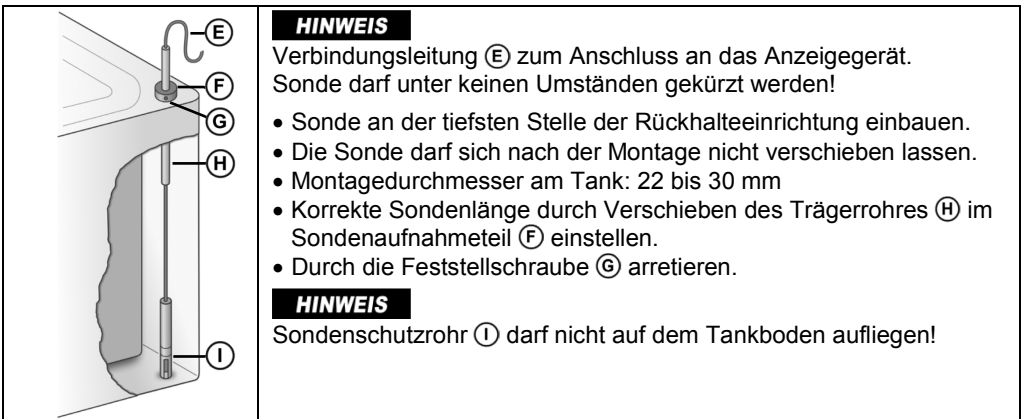 E
F
G
H
I
HINWEIS
Verbindungsleitung Ⓔ zum Anschluss an das Anzeigegerät.
Sonde darf unter keinen Umständen gekürzt werden!
• Sonde an der tiefsten Stelle der Rückhalteeinrichtung einbauen.
• Die Sonde darf sich nach der Montage nicht verschieben lassen.
• Montagedurchmesser am Tank: 22 bis 30 mm
• Korrekte Sondenlänge durch Verschieben des Trägerrohres Ⓗ im
Sondenaufnahmeteil Ⓕ einstellen.
• Durch die Feststellschraube Ⓖ arretieren.
HINWEIS
Sondenschutzrohr Ⓘ darf nicht auf dem Tankboden aufliegen!